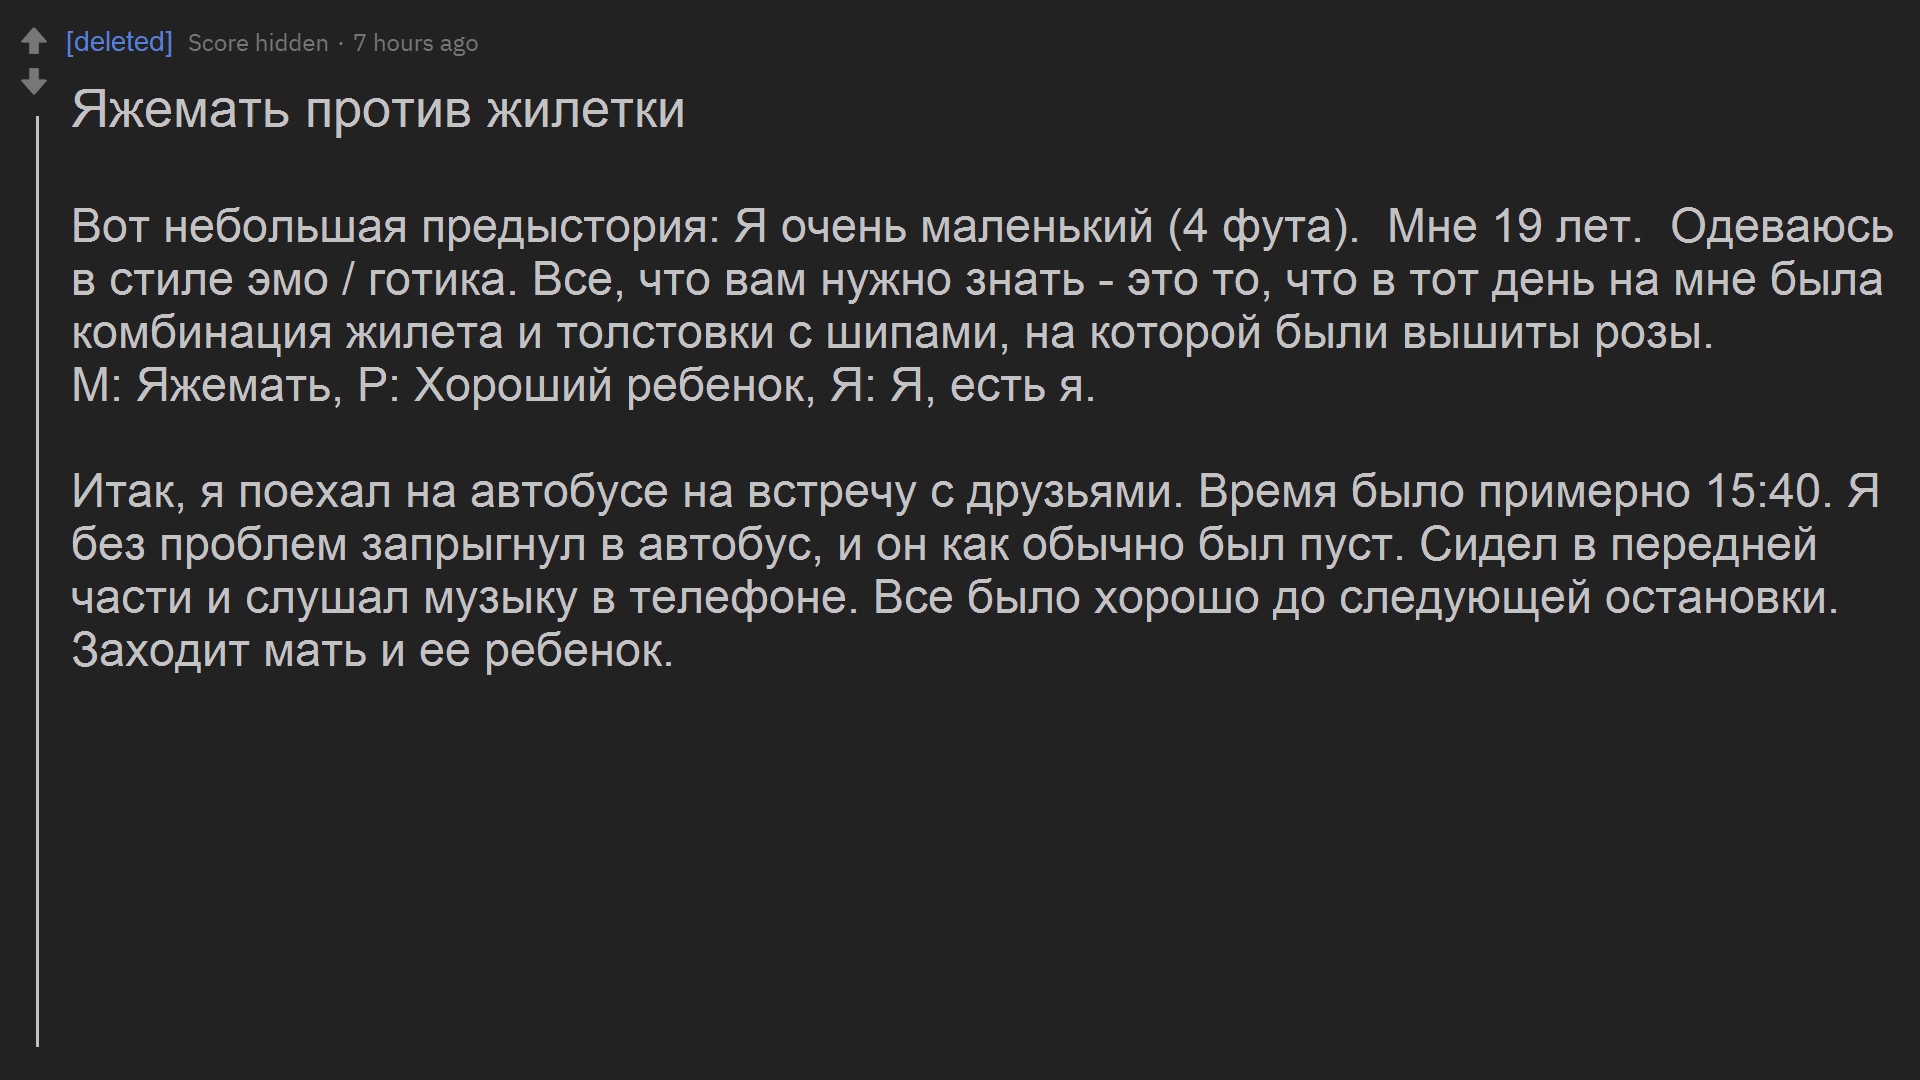 [deleted] Score hidden · 7 hours ago
Яжемать против жилетки
Вот небольшая предыстория: Я очень маленький (4 фута).  Мне 19 лет.  Одеваюсь
в стиле эмо / готика. Все, что вам нужно знать - это то, что в тот день на мне была
комбинация жилета и толстовки с шипами, на которой были вышиты розы.
М: Яжемать, Р: Хороший ребенок, Я: Я, есть я.
Итак, я поехал на автобусе на встречу с друзьями. Время было примерно 15:40. Я
без проблем запрыгнул в автобус, и он как обычно был пуст. Сидел в передней
части и слушал музыку в телефоне. Все было хорошо до следующей остановки.
Заходит мать и ее ребенок.